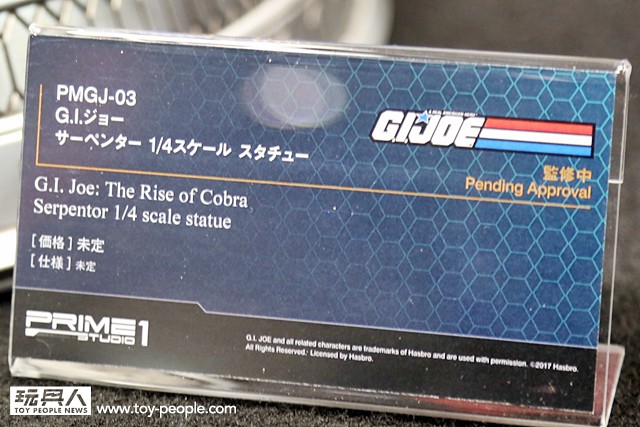 PMGJ-03
G.I.ジョー
サーペンター 1/4スケール スタチュー
A REAL AMERICAN HERO
G.I.JOE
監修中
Pending Approval
G.I. Joe: The Rise of Cobra
Serpentor 1/4 scale statue
[価格] 未定
[仕様] 未定
PRIME 1
STUDIO
G.I. JOE and all related characters are trademarks of Hasbro and are used with permission. ©2017 Hasbro.
All Rights Reserved. Licensed by Hasbro.
玩具人
TOY PEOPLE NEWS
www.toy-people.com